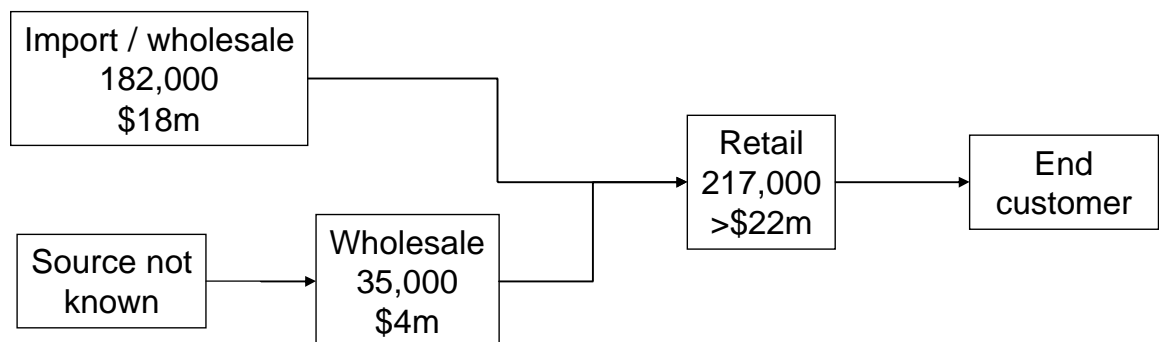 Import / wholesale
182,000
$18m
Source not
known
Wholesale
35,000
$4m
Retail
217,000
>$22m
End
customer